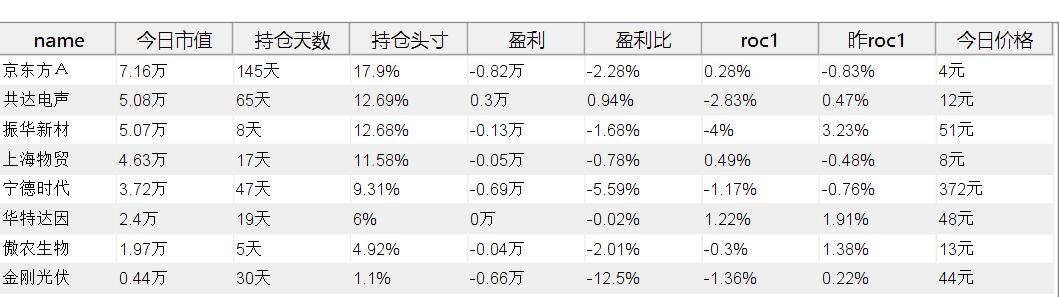 name 今日市值 持仓天数 持仓头寸 盈利 盈利比 roc1 昨roc1 今日价格
京东方Ａ 7.16万 145天 17.9% -0.82万 -2.28% 0.28% -0.83% 4元
共达电声 5.08万 65天 12.69% 0.3万 0.94% -2.83% 0.47% 12元
振华新材 5.07万 8天 12.68% -0.13万 -1.68% -4% 3.23% 51元
上海物贸 4.63万 17天 11.58% -0.05万 -0.78% 0.49% -0.48% 8元
宁德时代 3.72万 47天 9.31% -0.69万 -5.59% -1.17% -0.76% 372元
华特达因 2.4万 19天 6% 0万 -0.02% 1.22% 1.91% 48元
傲农生物 1.97万 5天 4.92% -0.04万 -2.01% -0.3% 1.38% 13元
金刚光伏 0.44万 30天 1.1% -0.66万 -12.5% -1.36% 0.22% 44元